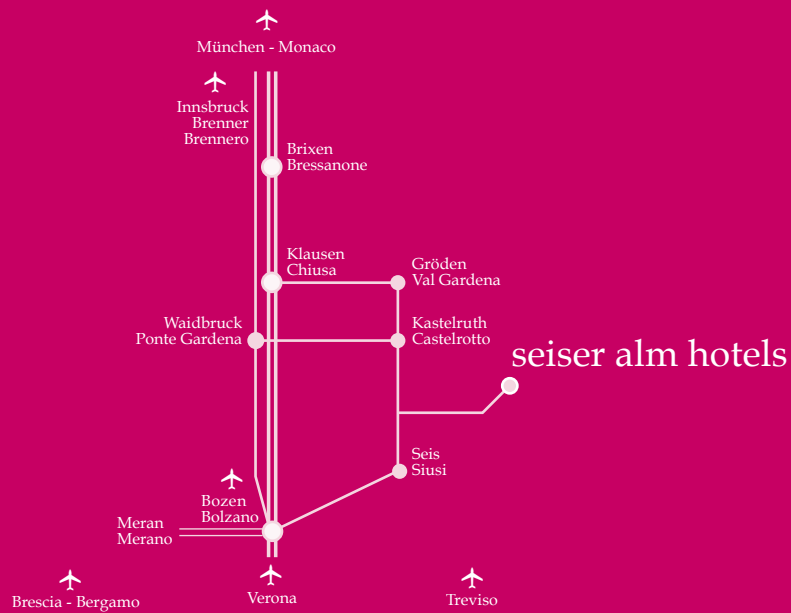 München - Monaco
Innsbruck
Brenner
Brennero
Brixen
Bressanone
Klausen
Chiusa
Gröden
Val Gardena
Waidbruck
Ponte Gardena
Kastelruth
Castelrotto
seiser alm hotels
Seis
Siusi
Bozen
Bolzano
Meran
Merano
Brescia - Bergamo
Verona
Treviso